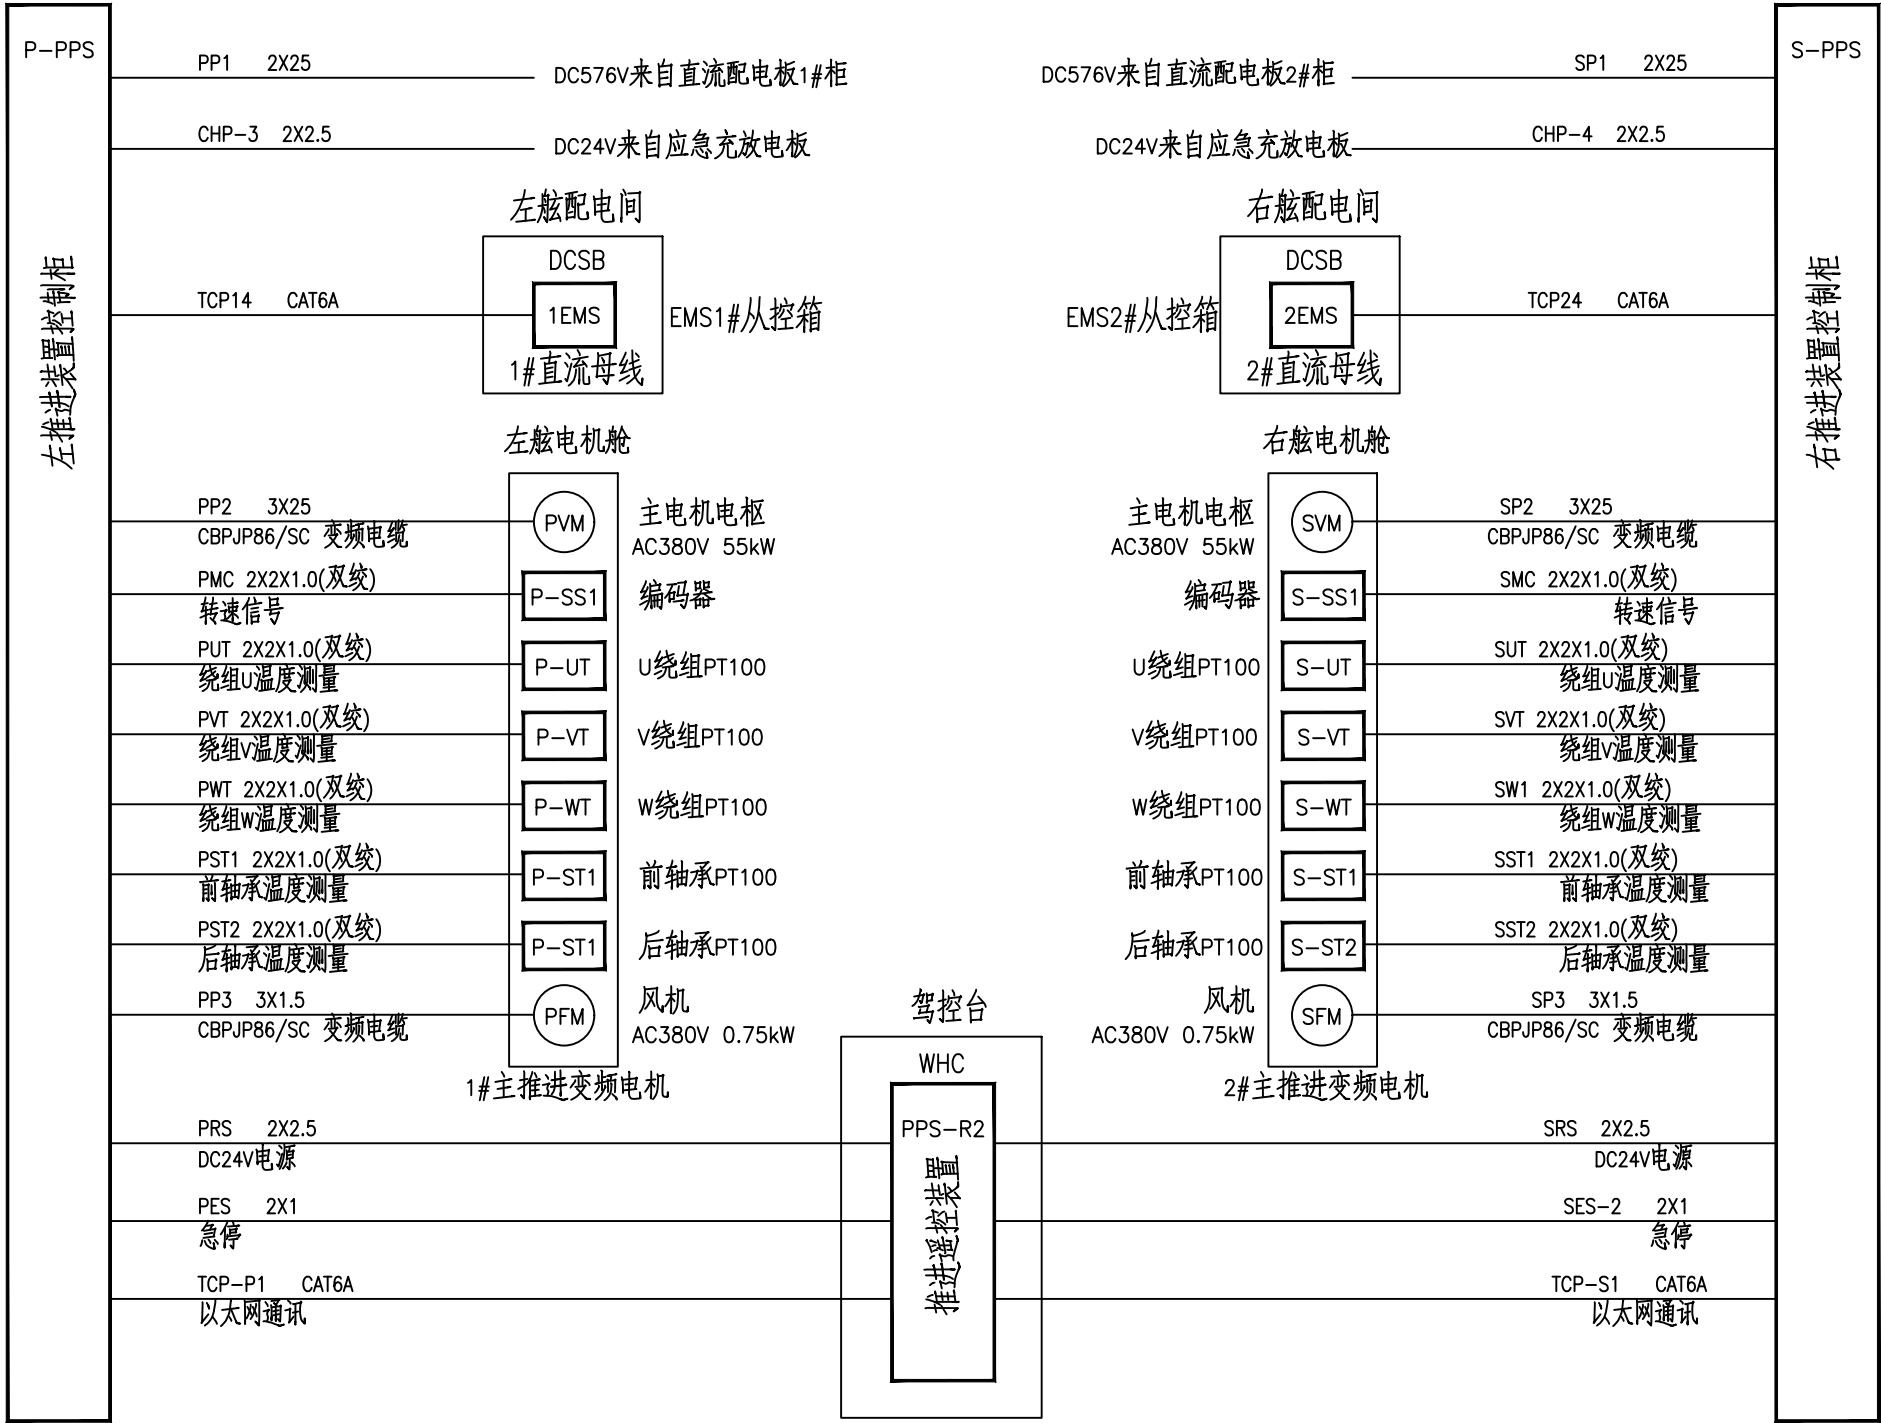 P-PPS
左推进装置控制柜
PP1 2X25
DC576V来自直流配电板1#柜
CHP-3 2X2.5
DC24V来自应急充放电板
左舷配电间
DCSB
TCP14 CAT6A
1EMS
EMS1#从控箱
1#直流母线
左舷电机舱
PP2 3X25
CBPJP86/SC 变频电缆
PVM
主电机电枢
AC380V 55kW
PMC 2X2X1.0(双绞)
转速信号
P-SS1
编码器
PUT 2X2X1.0(双绞)
绕组U温度测量
P-UT
U绕组PT100
PVT 2X2X1.0(双绞)
绕组V温度测量
P-VT
V绕组PT100
PWT 2X2X1.0(双绞)
绕组W温度测量
P-WT
W绕组PT100
PST1 2X2X1.0(双绞)
前轴承温度测量
P-ST1
前轴承PT100
PST2 2X2X1.0(双绞)
后轴承温度测量
P-ST1
后轴承PT100
PP3 3X1.5
CBPJP86/SC 变频电缆
PFM
风机
AC380V 0.75kW
1#主推进变频电机
PRS 2X2.5
DC24V电源
PES 2X1
急停
TCP-P1 CAT6A
以太网通讯
驾控台
WHC
PPS-R2
推进遥控装置
S-PPS
右推进装置控制柜
SP1 2X25
DC576V来自直流配电板2#柜
CHP-4 2X2.5
DC24V来自应急充放电板
右舷配电间
DCSB
EMS2#从控箱
2EMS
TCP24 CAT6A
2#直流母线
右舷电机舱
主电机电枢
AC380V 55kW
SVM
SP2 3X25
CBPJP86/SC 变频电缆
编码器
S-SS1
SMC 2X2X1.0(双绞)
转速信号
U绕组PT100
S-UT
SUT 2X2X1.0(双绞)
绕组U温度测量
V绕组PT100
S-VT
SVT 2X2X1.0(双绞)
绕组V温度测量
W绕组PT100
S-WT
SW1 2X2X1.0(双绞)
绕组W温度测量
前轴承PT100
S-ST1
SST1 2X2X1.0(双绞)
前轴承温度测量
后轴承PT100
S-ST2
SST2 2X2X1.0(双绞)
后轴承温度测量
风机
AC380V 0.75kW
SFM
SP3 3X1.5
CBPJP86/SC 变频电缆
2#主推进变频电机
SRS 2X2.5
DC24V电源
SES-2 2X1
急停
TCP-S1 CAT6A
以太网通讯